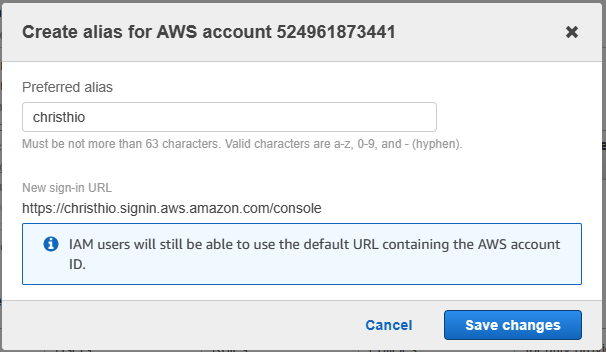 Create alias for AWS account 524961873441
Preferred alias
christhio
Must be not more than 63 characters. Valid characters are a-z, 0-9, and - (hyphen).
New sign-in URL
https://christhio.signin.aws.amazon.com/console
IAM users will still be able to use the default URL containing the AWS account
ID.
Cancel
Save changes